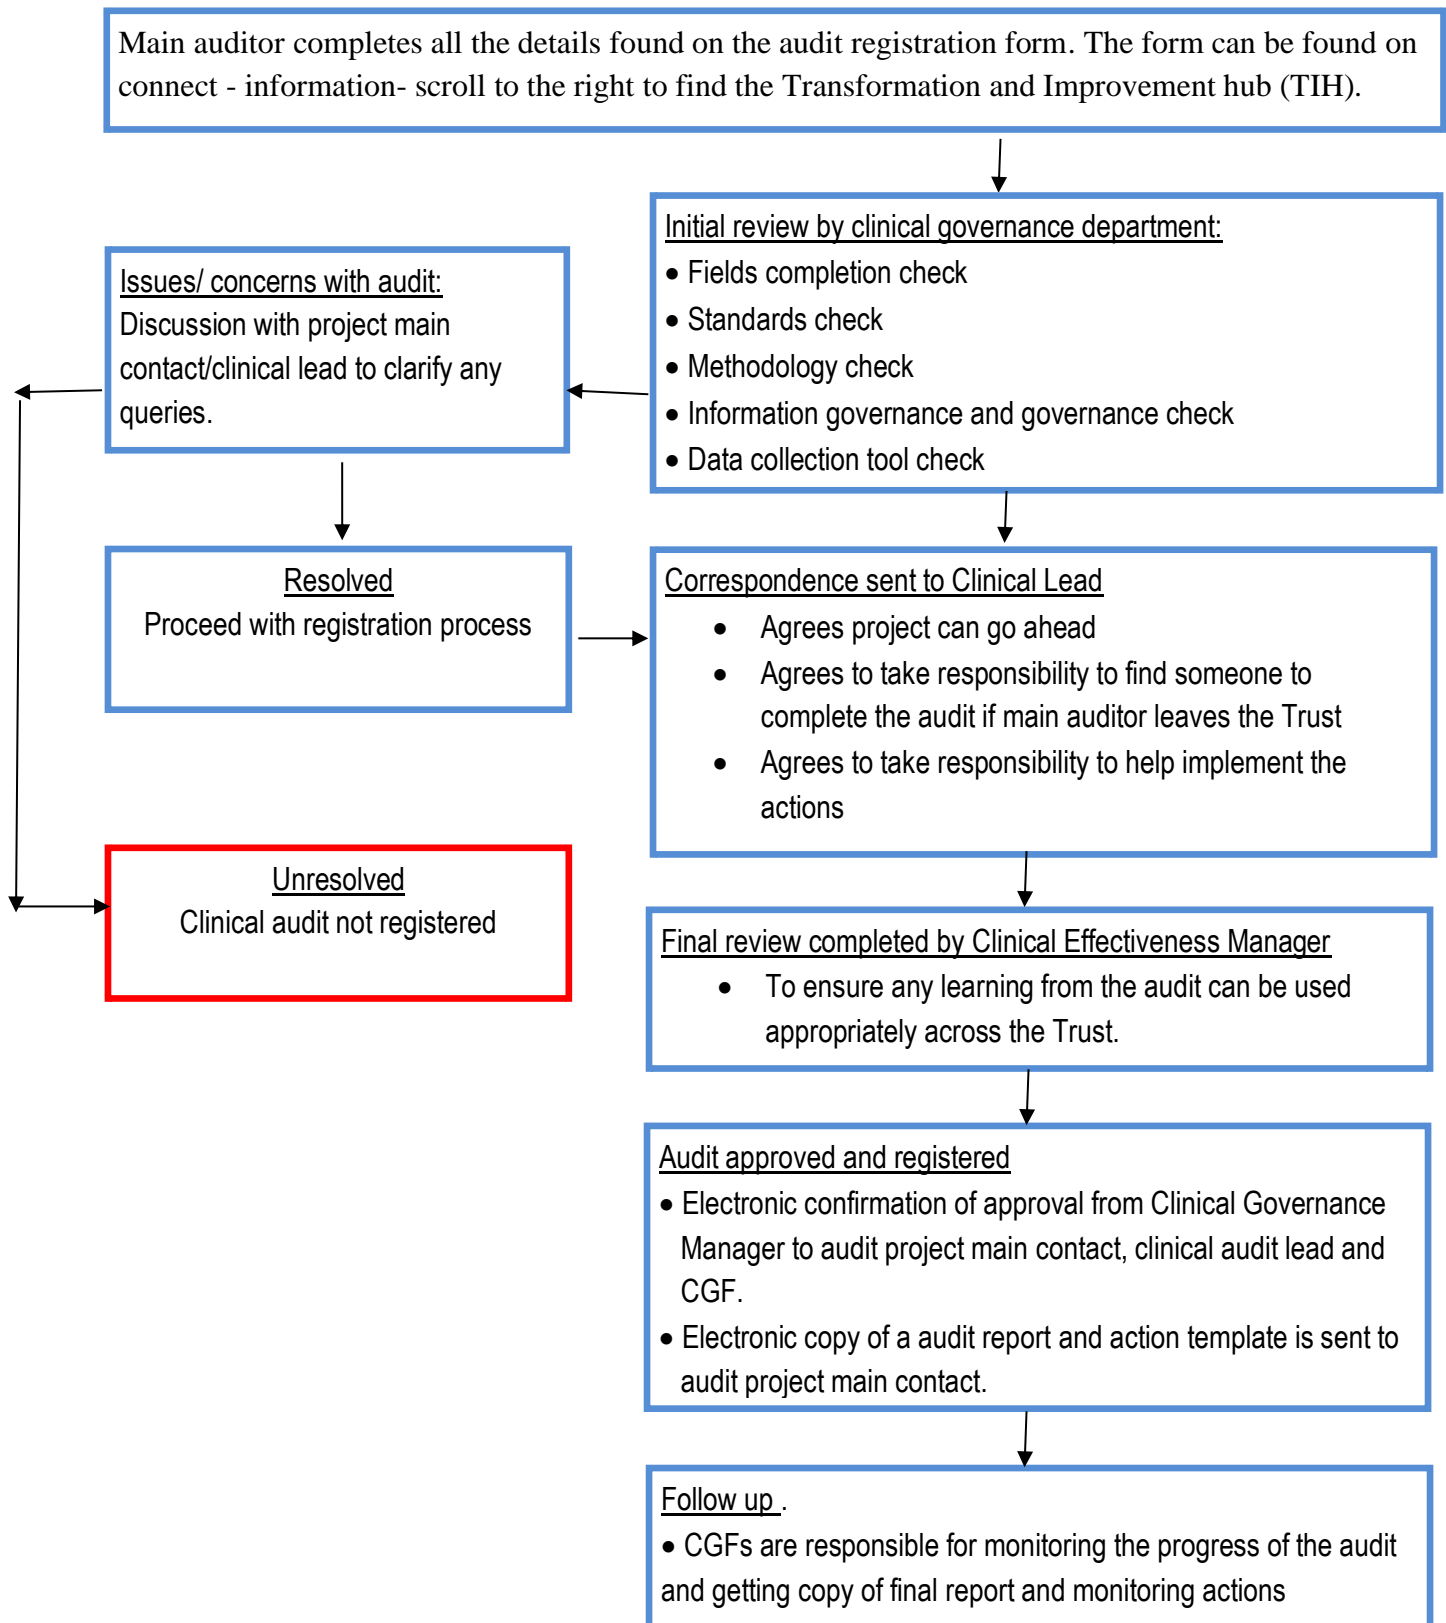 Main auditor completes all the details found on the audit registration form. The form can be found on
connect - information- scroll to the right to find the Transformation and Improvement hub (TIH).
Initial review by clinical governance department:
• Fields completion check
• Standards check
• Methodology check
• Information governance and governance check
• Data collection tool check
Issues/ concerns with audit:
Discussion with project main
contact/clinical lead to clarify any
queries.
Resolved
Proceed with registration process
Correspondence sent to Clinical Lead
• Agrees project can go ahead
• Agrees to take responsibility to find someone to
complete the audit if main auditor leaves the Trust
• Agrees to take responsibility to help implement the
actions
Unresolved
Clinical audit not registered
Final review completed by Clinical Effectiveness Manager
• To ensure any learning from the audit can be used
appropriately across the Trust.
Audit approved and registered
• Electronic confirmation of approval from Clinical Governance
Manager to audit project main contact, clinical audit lead and
CGF.
• Electronic copy of a audit report and action template is sent to
audit project main contact.
Follow up .
• CGFs are responsible for monitoring the progress of the audit
and getting copy of final report and monitoring actions